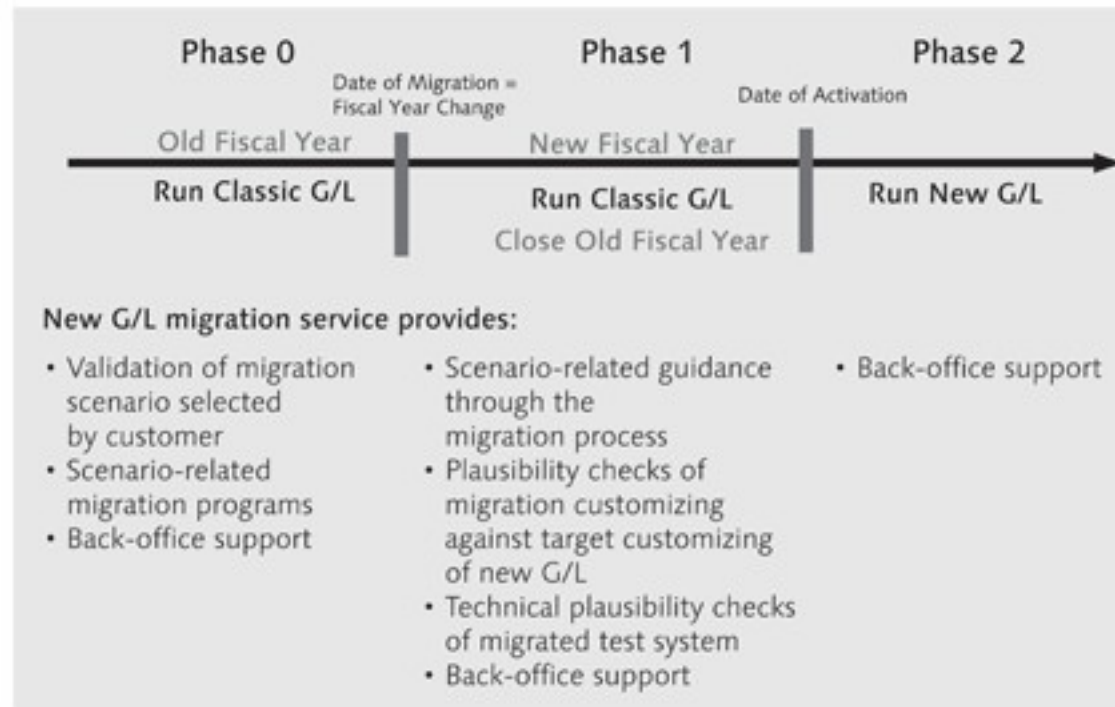 Phase 0
Phase 1
Phase 2
Date of Migration =
Fiscal Year Change
Date of Activation
Old Fiscal Year
New Fiscal Year
Run Classic G/L
Run Classic G/L
Run New G/L
Close Old Fiscal Year
New G/L migration service provides:
• Validation of migration
scenario selected
by customer
• Scenario-related
migration programs
• Back-office support
• Scenario-related guidance
through the
migration process
• Plausibility checks of
migration customizing
against target customizing
of new G/L
• Technical plausibility checks
of migrated test system
• Back-office support
• Back-office support